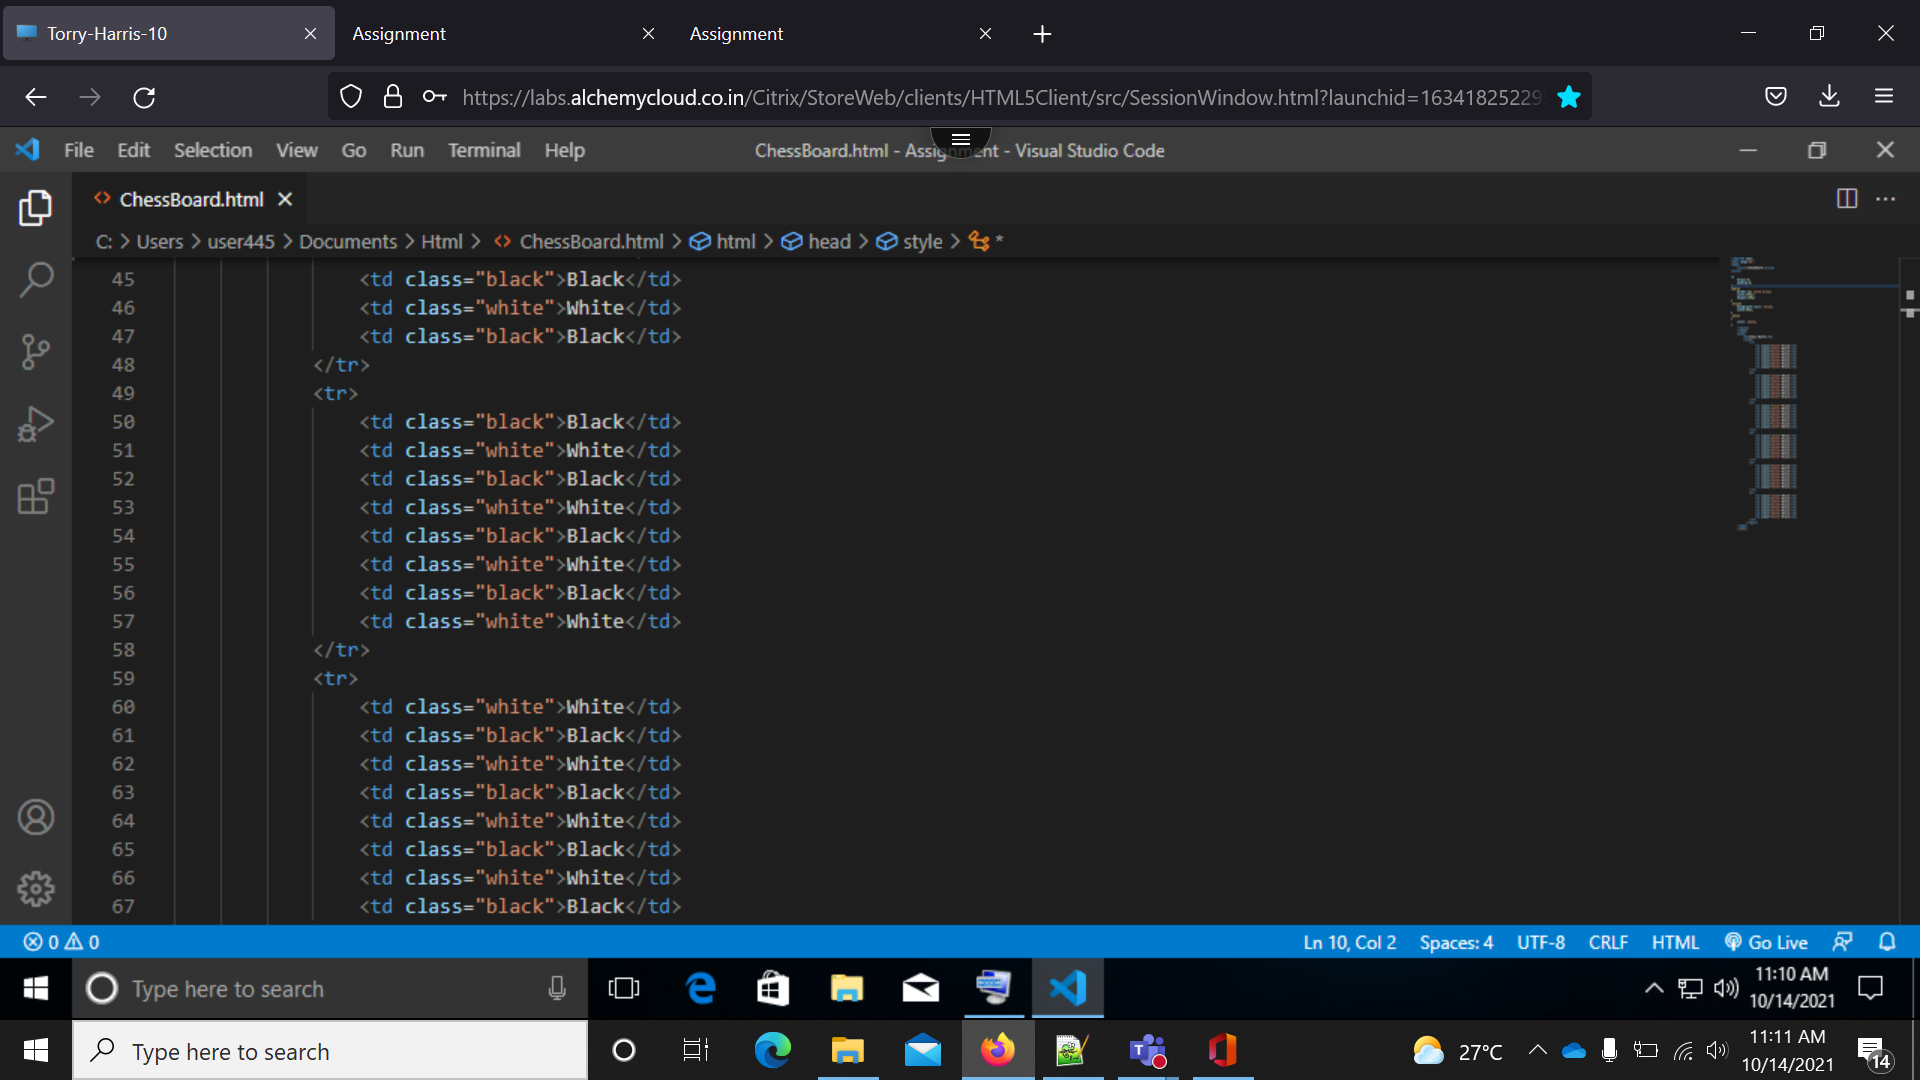 Torry-Harris-10
Assignment
Assignment
https://labs.alchemycloud.co.in/Citrix/StoreWeb/clients/HTML5Client/src/SessionWindow.html?launchid=1634182522
File Edit Selection View Go Run Terminal Help
ChessBoard.html - Assignment - Visual Studio Code
ChessBoard.html
C: > Users > user445 > Documents > Html > ChessBoard.html > html > head > style > *
45 <td class="black">Black</td>
46 <td class="white">White</td>
47 <td class="black">Black</td>
48 </tr>
49 <tr>
50 <td class="black">Black</td>
51 <td class="white">White</td>
52 <td class="black">Black</td>
53 <td class="white">White</td>
54 <td class="black">Black</td>
55 <td class="white">White</td>
56 <td class="black">Black</td>
57 <td class="white">White</td>
58 </tr>
59 <tr>
60 <td class="white">White</td>
61 <td class="black">Black</td>
62 <td class="white">White</td>
63 <td class="black">Black</td>
64 <td class="white">White</td>
65 <td class="black">Black</td>
66 <td class="white">White</td>
67 <td class="black">Black</td>
0 0
Ln 10, Col 2 Spaces: 4 UTF-8 CRLF HTML Go Live
Type here to search
11:10 AM
10/14/2021
Type here to search
27°C
11:11 AM
10/14/2021
14